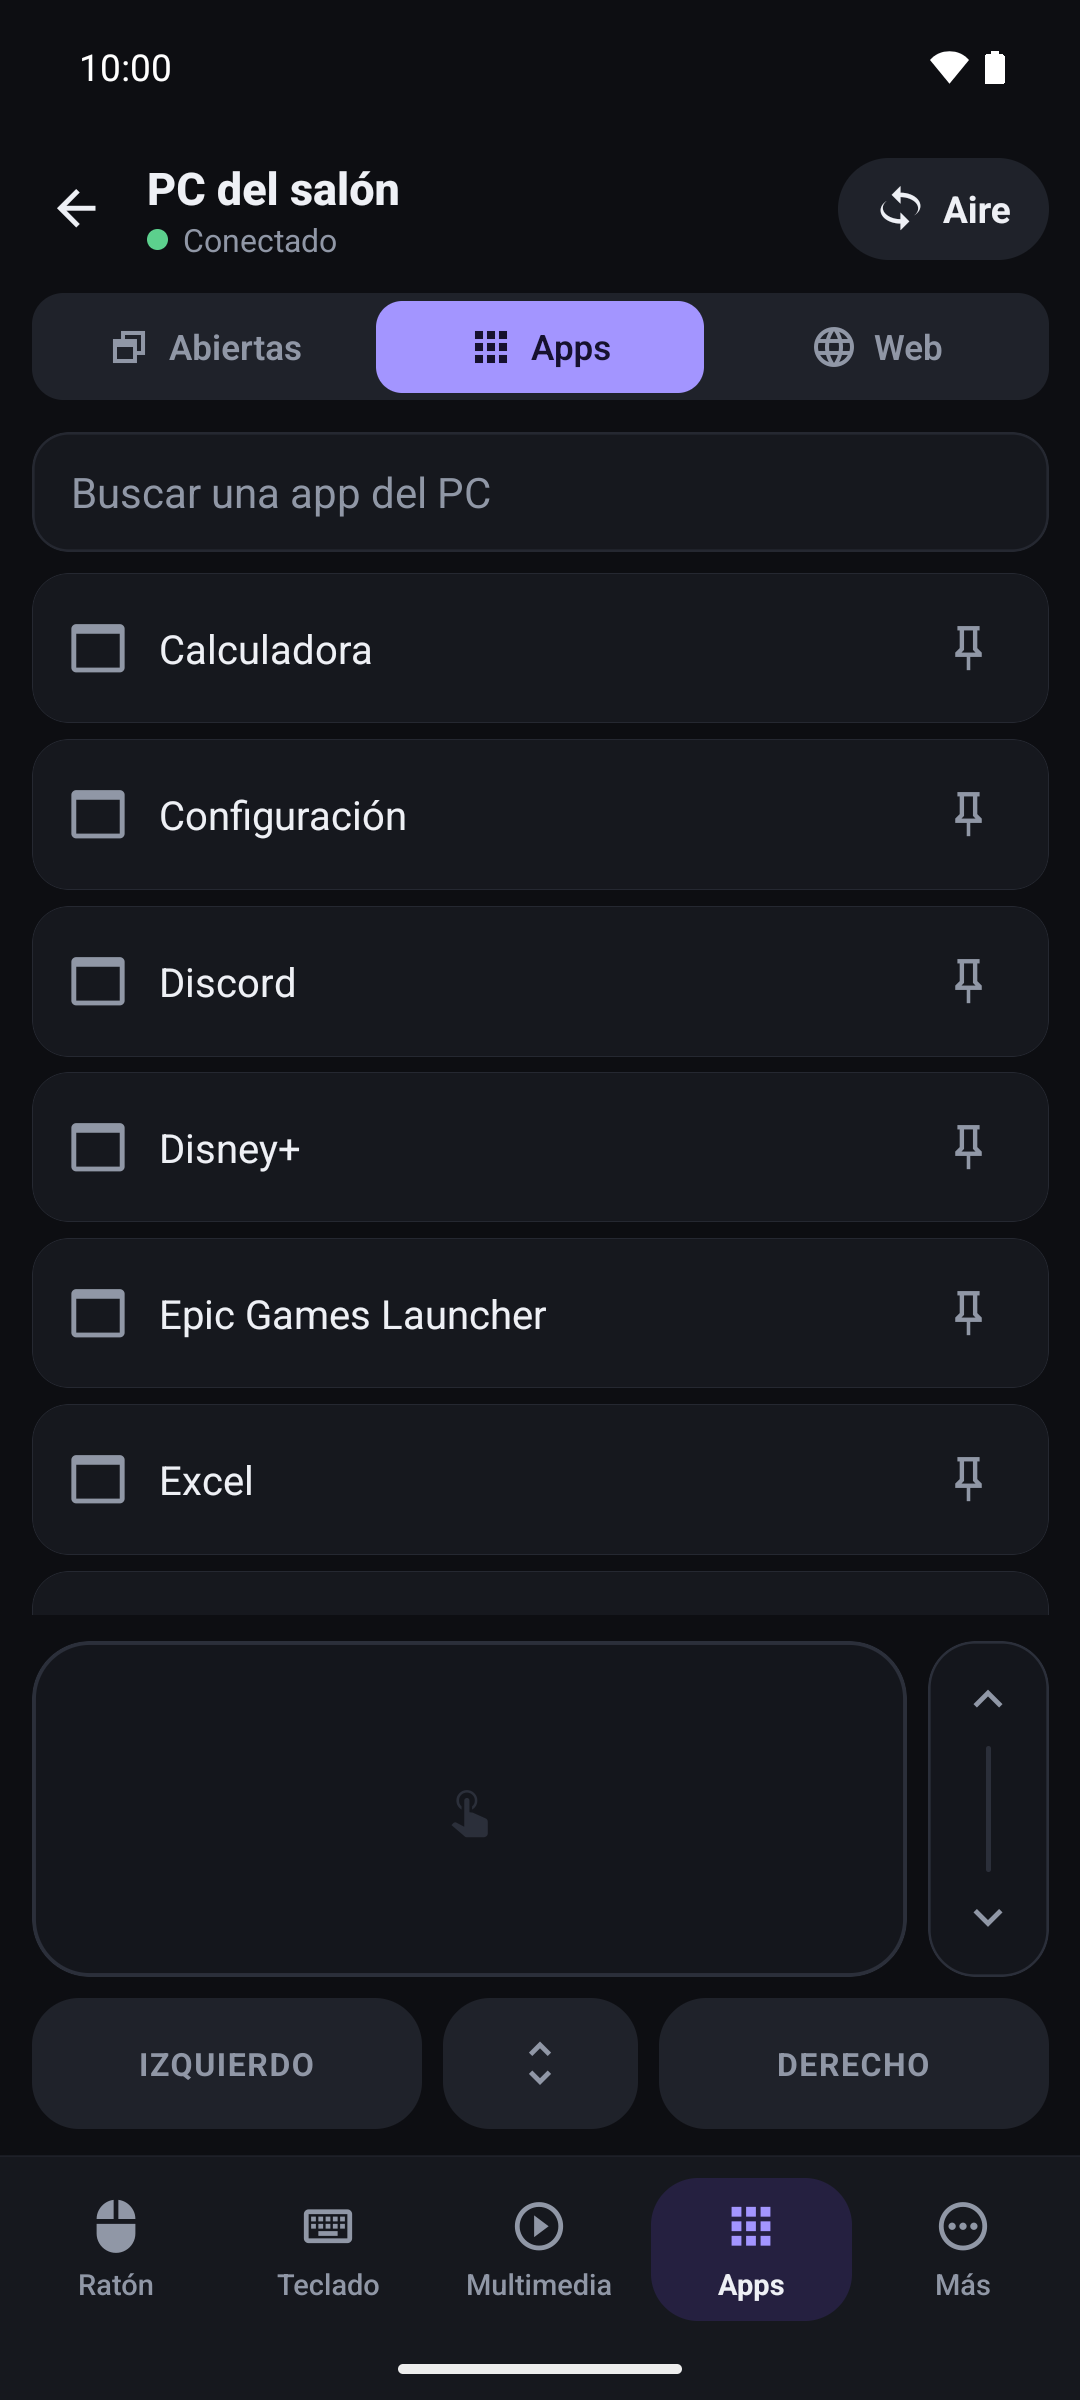 10:00
PC del salón
Conectado
Aire
Abiertas
Apps
Web
Buscar una app del PC
Calculadora
Configuración
Discord
Disney+
Epic Games Launcher
Excel
IZQUIERDO
DERECHO
Ratón
Teclado
Multimedia
Apps
Más